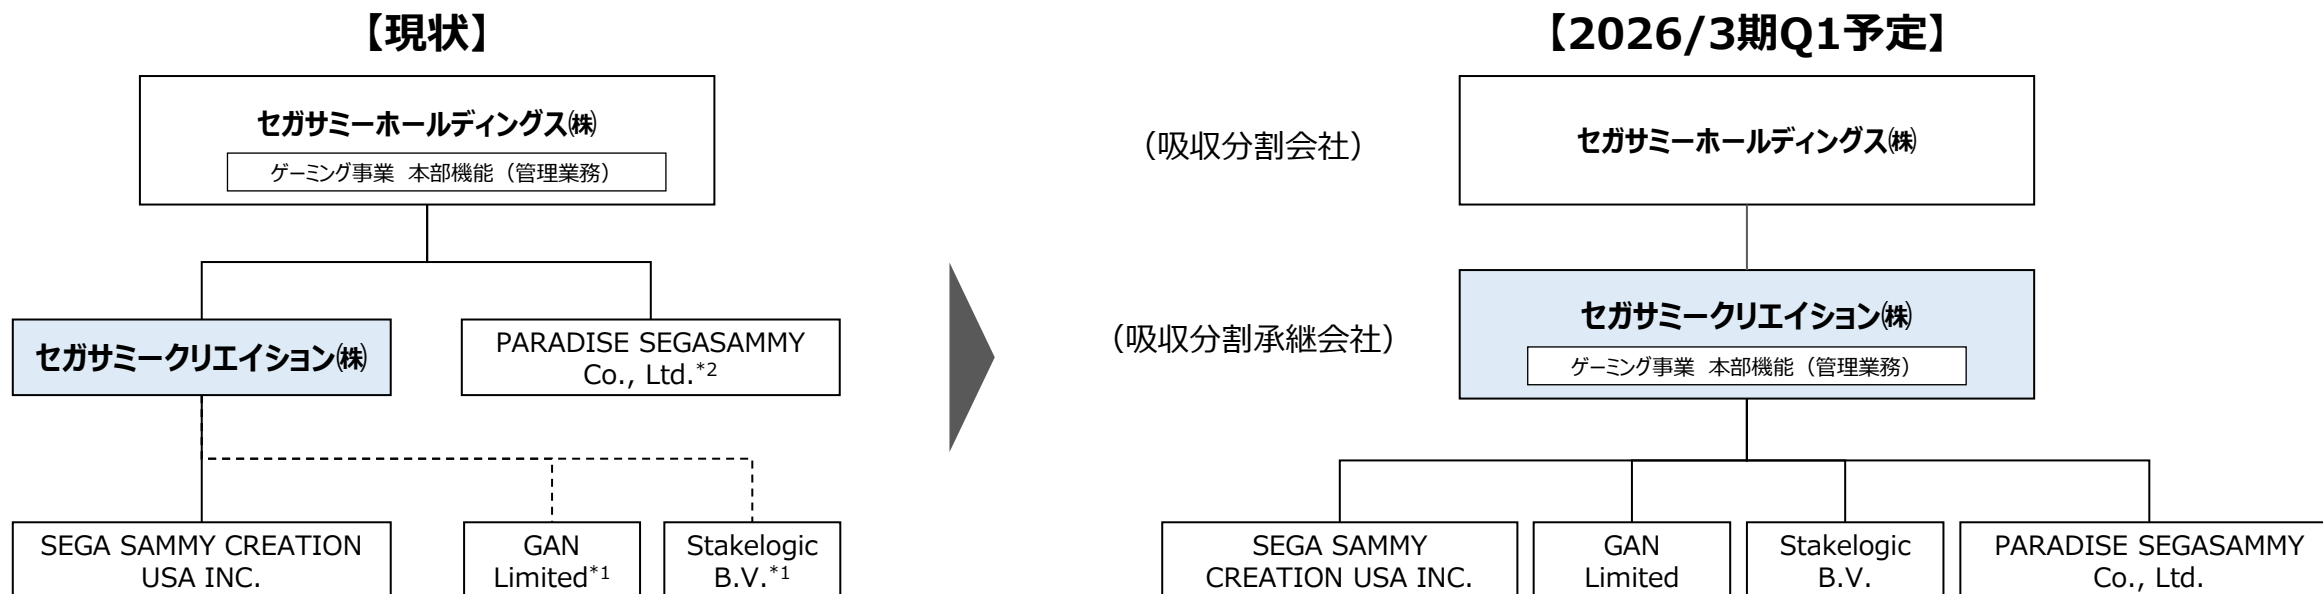 【現状】
セガサミーホールディングス㈱
ゲーミング事業 本部機能（管理業務）
セガサミークリエイション㈱
PARADISE SEGASAMMY
Co., Ltd.*2
SEGA SAMMY CREATION
USA INC.
GAN
Limited*1
Stakelogic
B.V.*1
【2026/3期Q1予定】
（吸収分割会社）
セガサミーホールディングス㈱
（吸収分割承継会社）
セガサミークリエイション㈱
ゲーミング事業 本部機能（管理業務）
SEGA SAMMY
CREATION USA INC.
GAN
Limited
Stakelogic
B.V.
PARADISE SEGASAMMY
Co., Ltd.